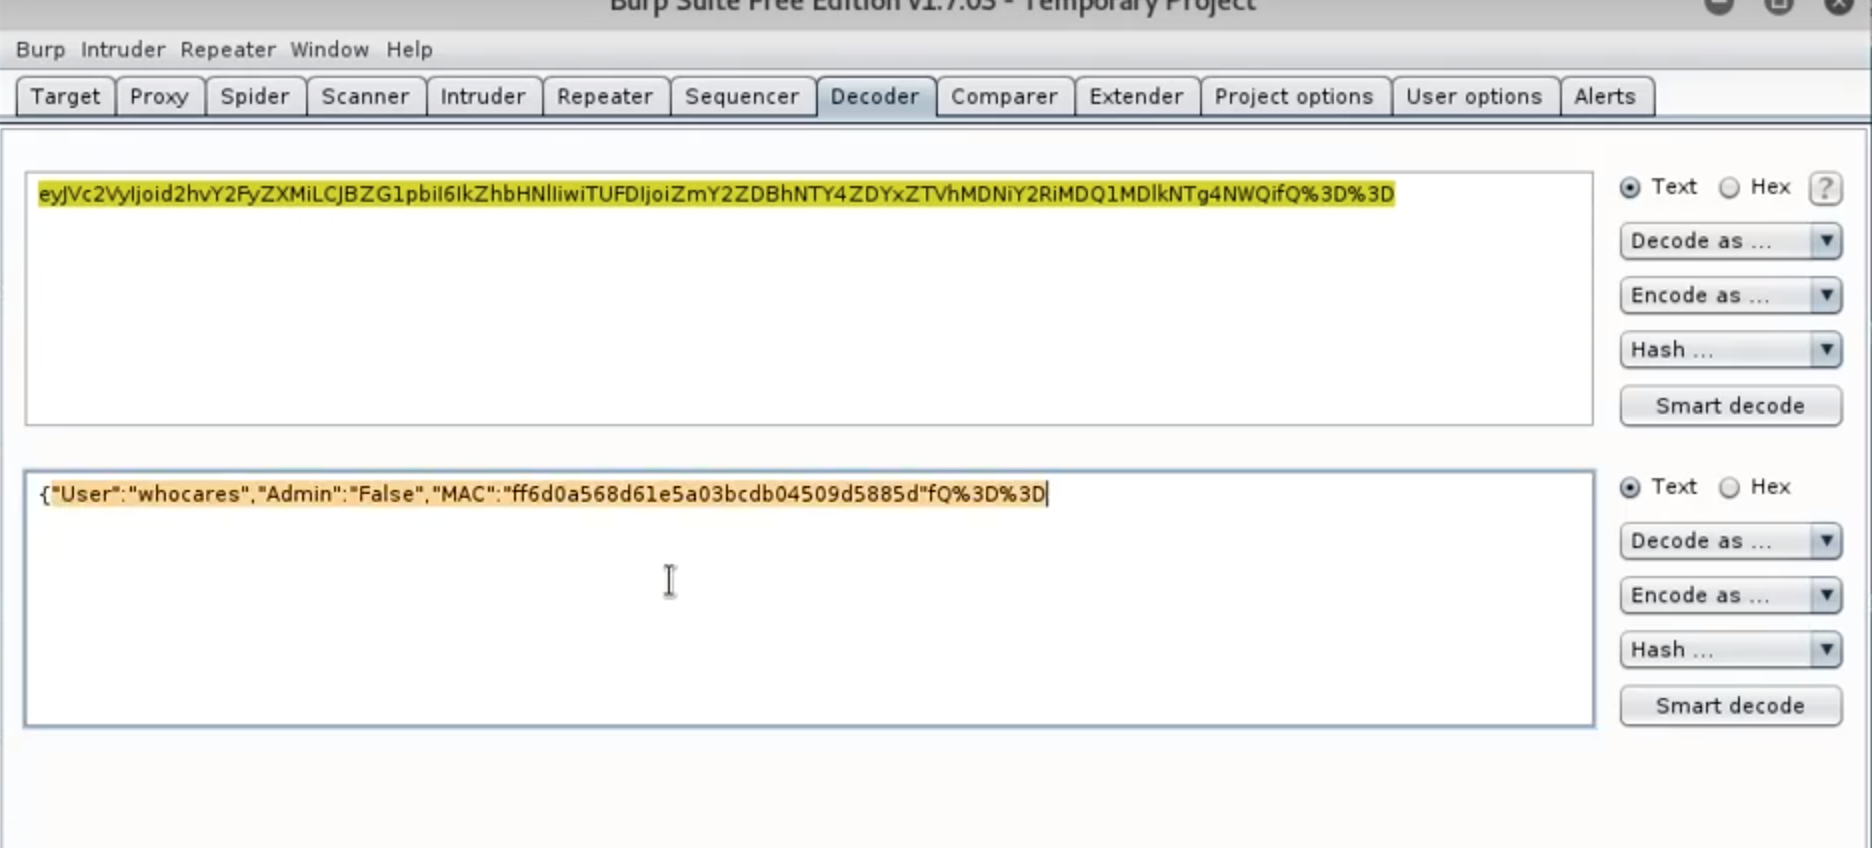 Burp Suite Free Edition v1.7.03 - Temporary Project
Burp Intruder Repeater Window Help
Target Proxy Spider Scanner Intruder Repeater Sequencer Decoder Comparer Extender Project options User options Alerts
eyJVc2VyIjoid2hvY2FyZXMiLCJBZG1pbiI6IkZhbHNlIiwiTUFDIjoiZmY2ZDBhNTY4ZDYxZTVhMDNiY2RiMDQ1MDlkNTg4NWQifQ%3D%3D
Text Hex ?
Decode as ...
Encode as ...
Hash ...
Smart decode
{"User":"whocares","Admin":"False","MAC":"ff6d0a568d61e5a03bcdb04509d5885d"fQ%3D%3D
Text Hex
Decode as ...
Encode as ...
Hash ...
Smart decode